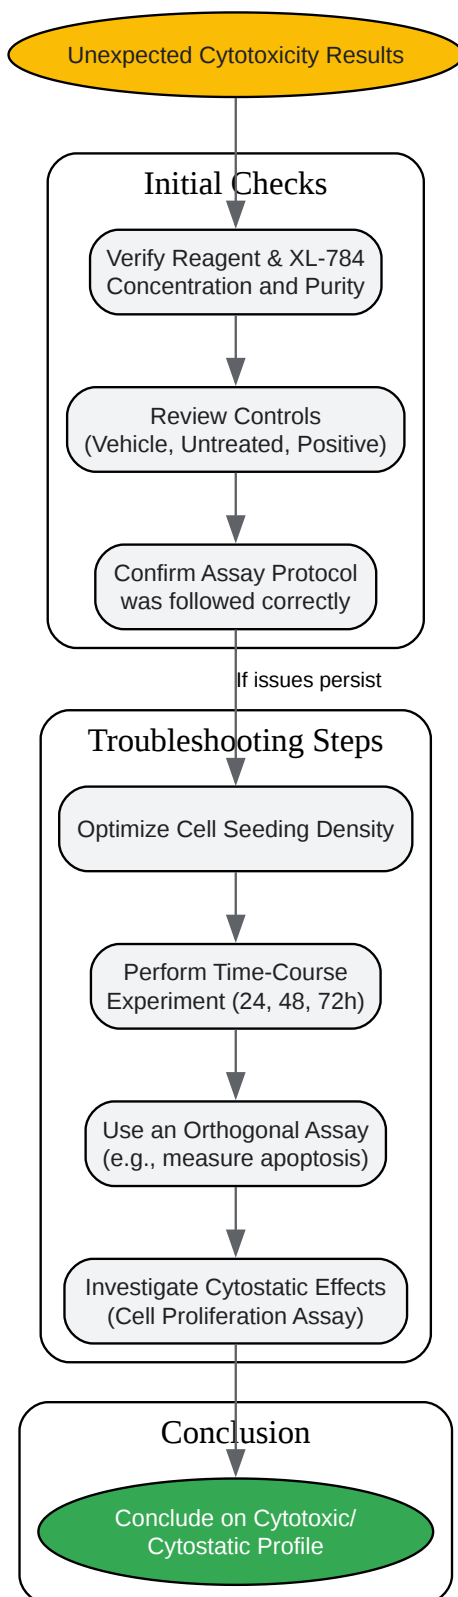 Unexpected Cytotoxicity Results
Initial Checks
Verify Reagent & XL-784
Concentration and Purity
Review Controls
(Vehicle, Untreated, Positive)
Confirm Assay Protocol
was followed correctly
If issues persist
Troubleshooting Steps
Optimize Cell Seeding Density
Perform Time-Course
Experiment (24, 48, 72h)
Use an Orthogonal Assay
(e.g., measure apoptosis)
Investigate Cytostatic Effects
(Cell Proliferation Assay)
Conclusion
Conclude on Cytotoxic/
Cytostatic Profile